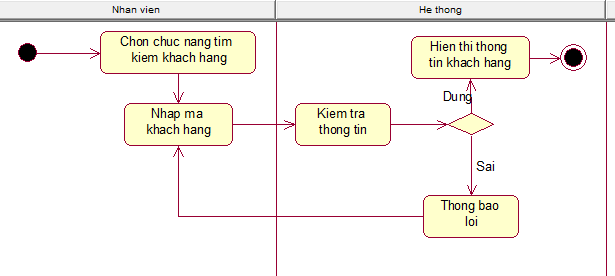 Nhan vien
He thong
Chon chuc nang tim
kiem khach hang
Hien thi thong
tin khach hang
Dung
Nhap ma
khach hang
Kiem tra
thong tin
Sai
Thong bao
loi